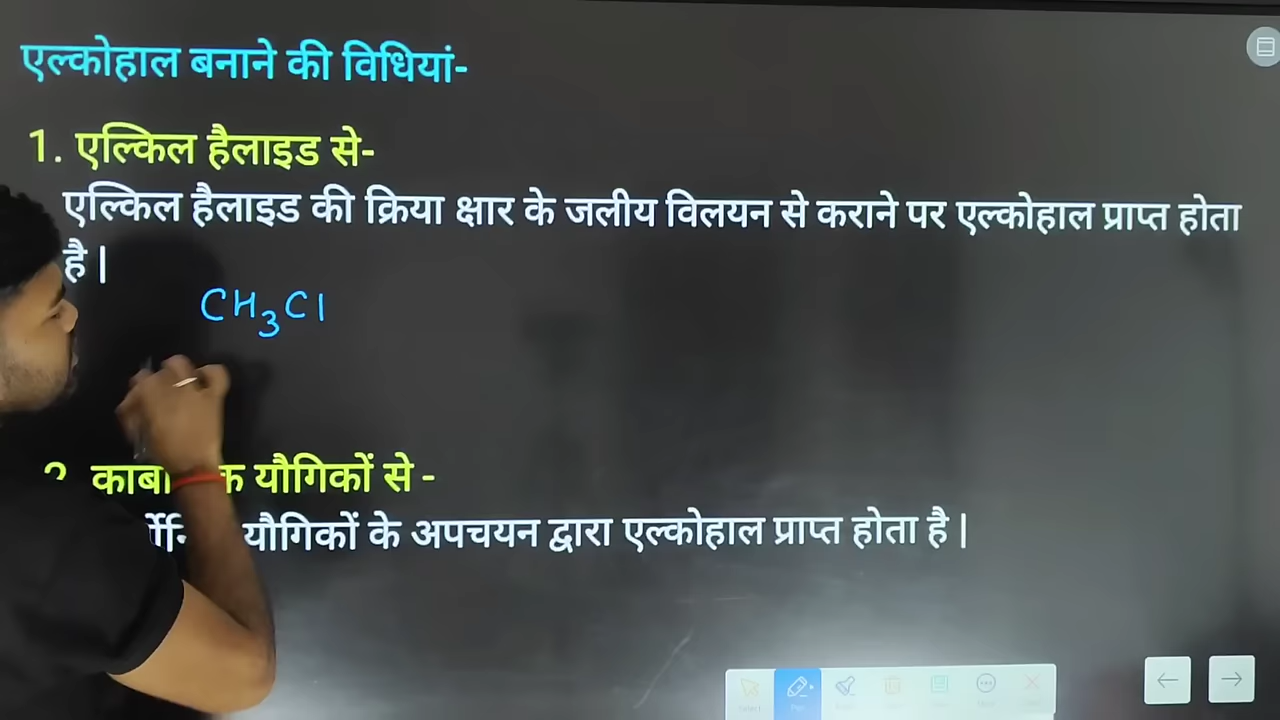 एल्कोहाल बनाने की विधियां-
1. एल्किल हैलाइड से-
एल्किल हैलाइड की क्रिया क्षार के जलीय विलयन से कराने पर एल्कोहाल प्राप्त होता
है |
CH₃Cl
यौगिकों से -
यौगिकों के अपचयन द्वारा एल्कोहाल प्राप्त होता है |